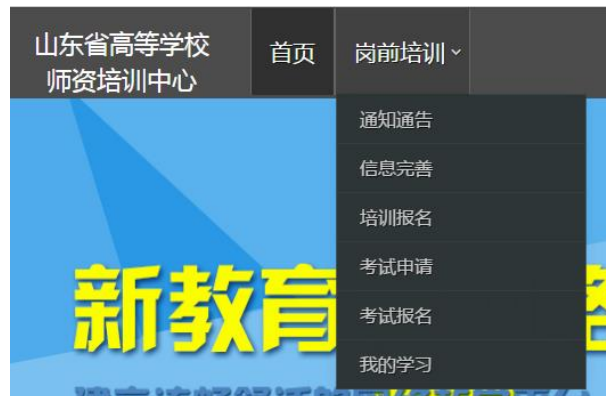 山东省高等学校
师资培训中心
首页
岗前培训
通知通告
信息完善
培训报名
考试申请
考试报名
我的学习
新教育